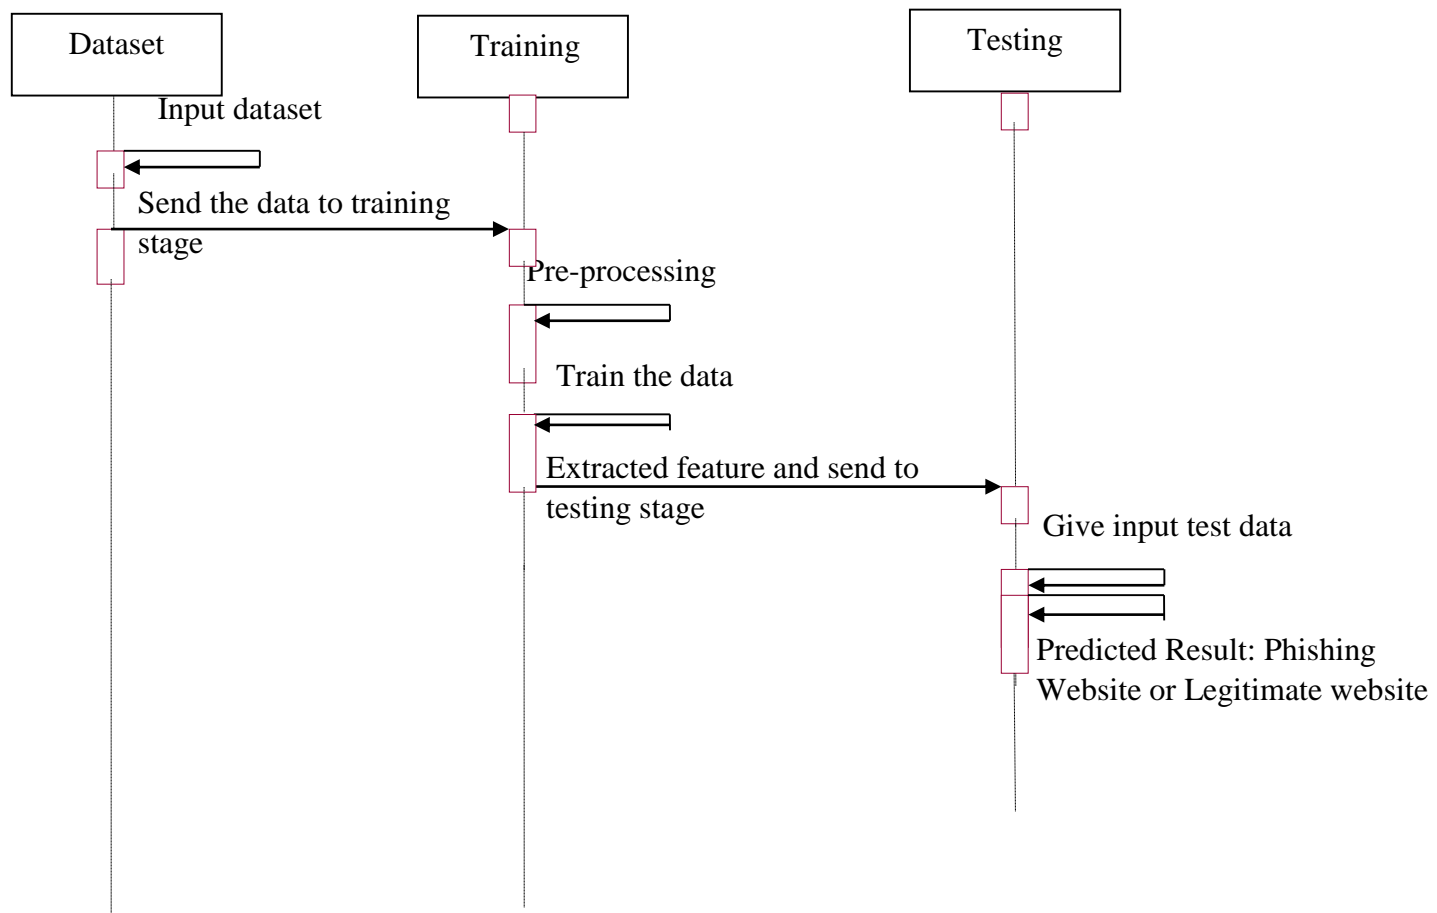 Dataset
Training
Testing
Input dataset
Send the data to training
stage
Pre-processing
Train the data
Extracted feature and send to
testing stage
Give input test data
Predicted Result: Phishing
Website or Legitimate website